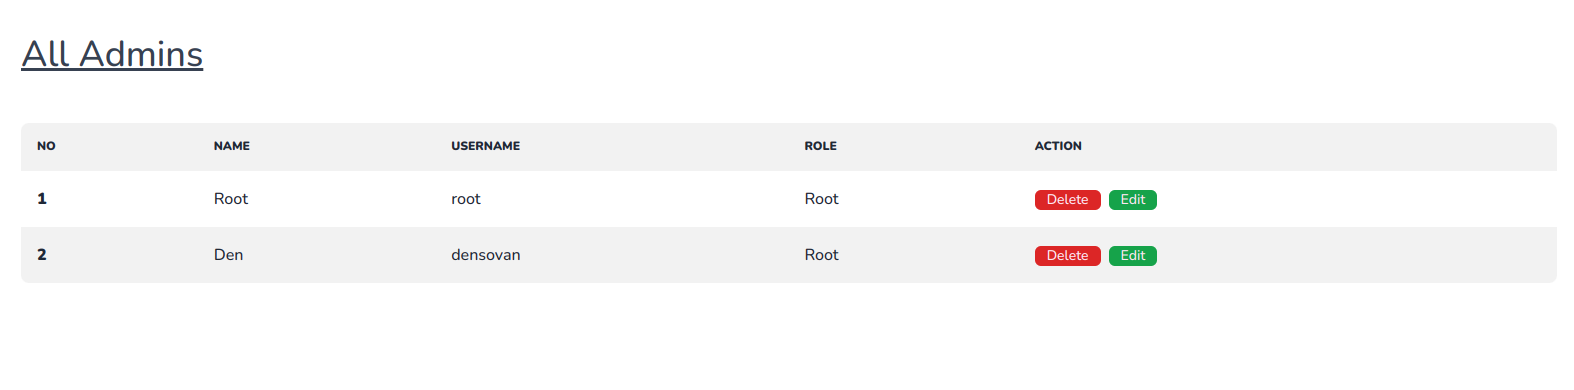 All Admins
NO NAME USERNAME ROLE ACTION
1 Root root Root Delete Edit
2 Den densovan Root Delete Edit